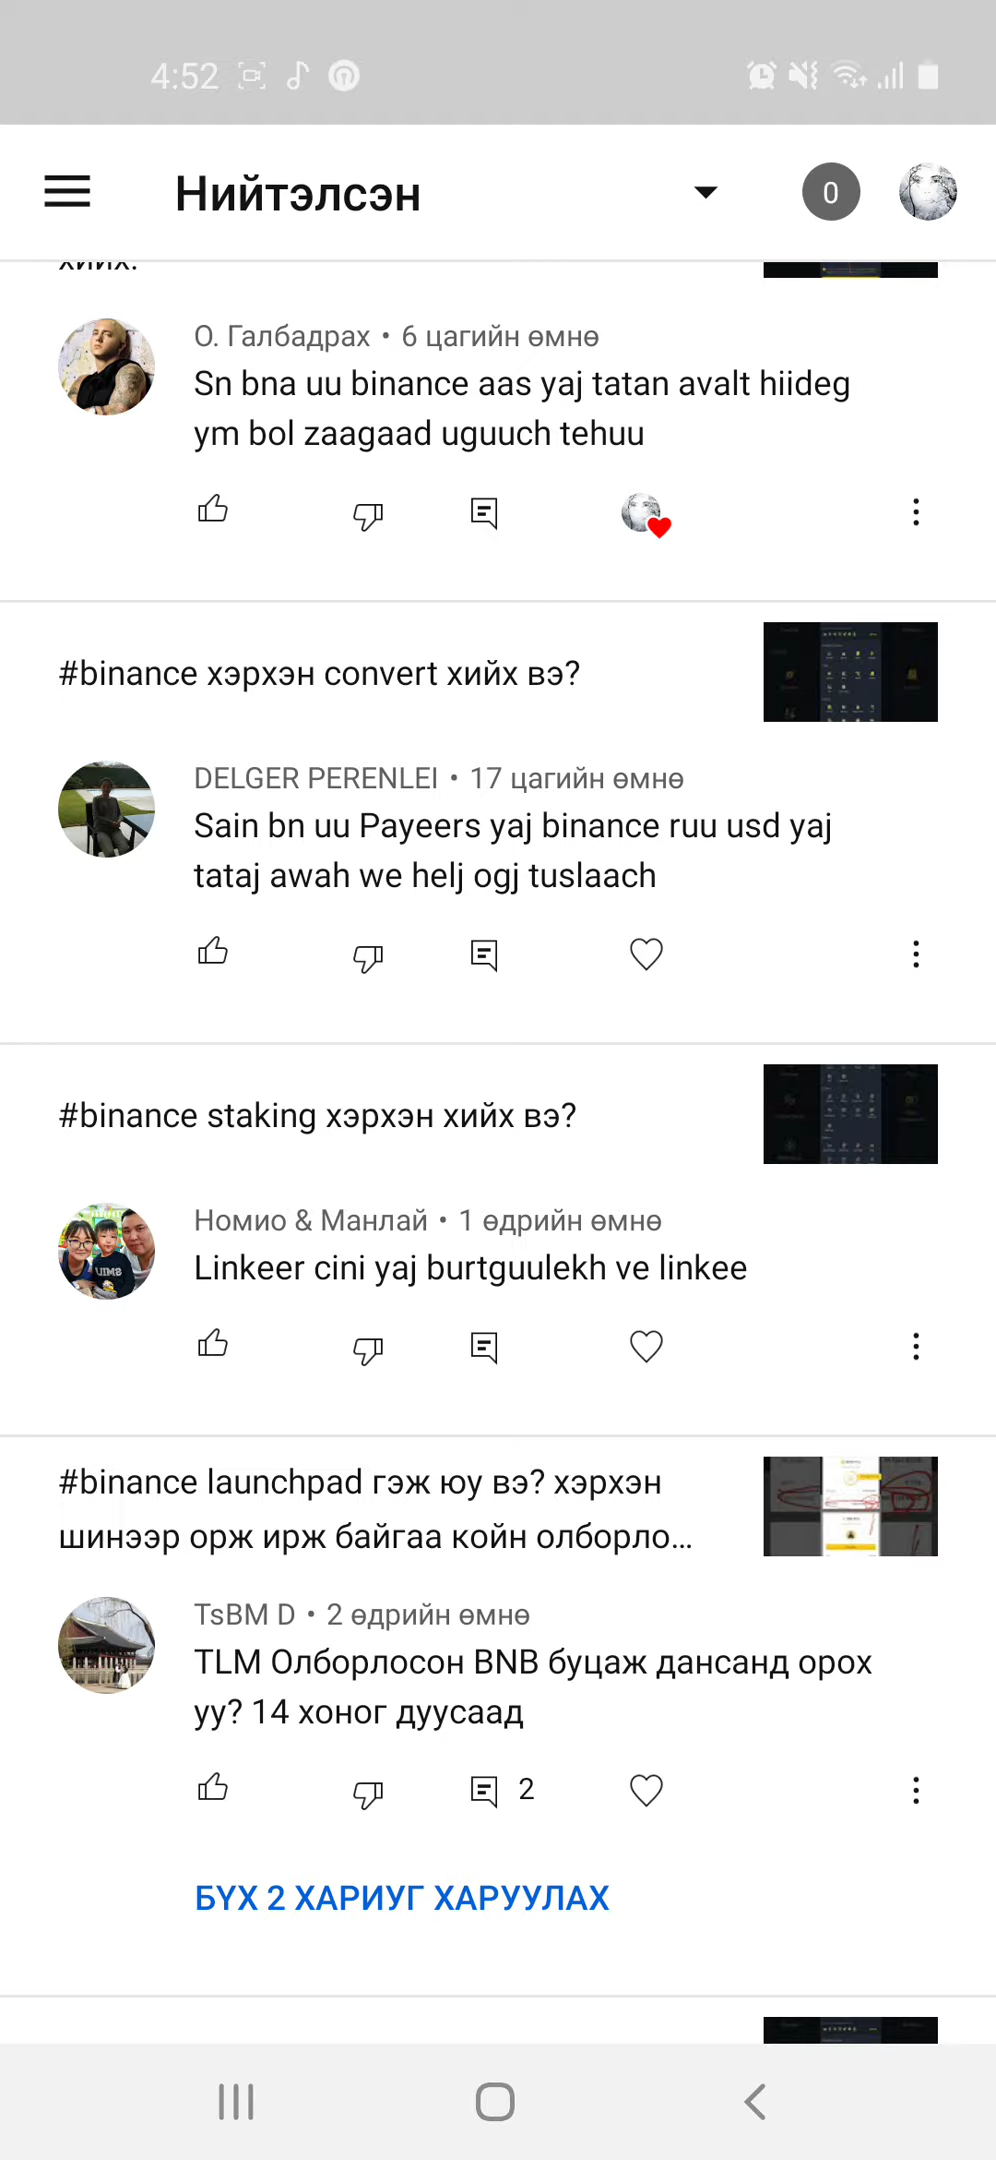 4:52
Нийтэлсэн
0
хийх.
О. Галбадрах • 6 цагийн өмнө
Sn bna uu binance aas yaj tatan avalt hiideg
ym bol zaagaad uguuch tehuu
#binance хэрхэн convert хийх вэ?
DELGER PERENLEI • 17 цагийн өмнө
Sain bn uu Payeers yaj binance ruu usd yaj
tataj awah we helj ogj tuslaach
#binance staking хэрхэн хийх вэ?
Номио & Манлай • 1 өдрийн өмнө
Linkeer cini yaj burtguulekh ve linkee
#binance launchpad гэж юу вэ? хэрхэн
шинээр орж ирж байгаа койн олборло...
TsBM D • 2 өдрийн өмнө
TLM Олборлосон BNB буцаж дансанд орох
уу? 14 хоног дуусаад
2
БҮХ 2 ХАРИУГ ХАРУУЛАХ